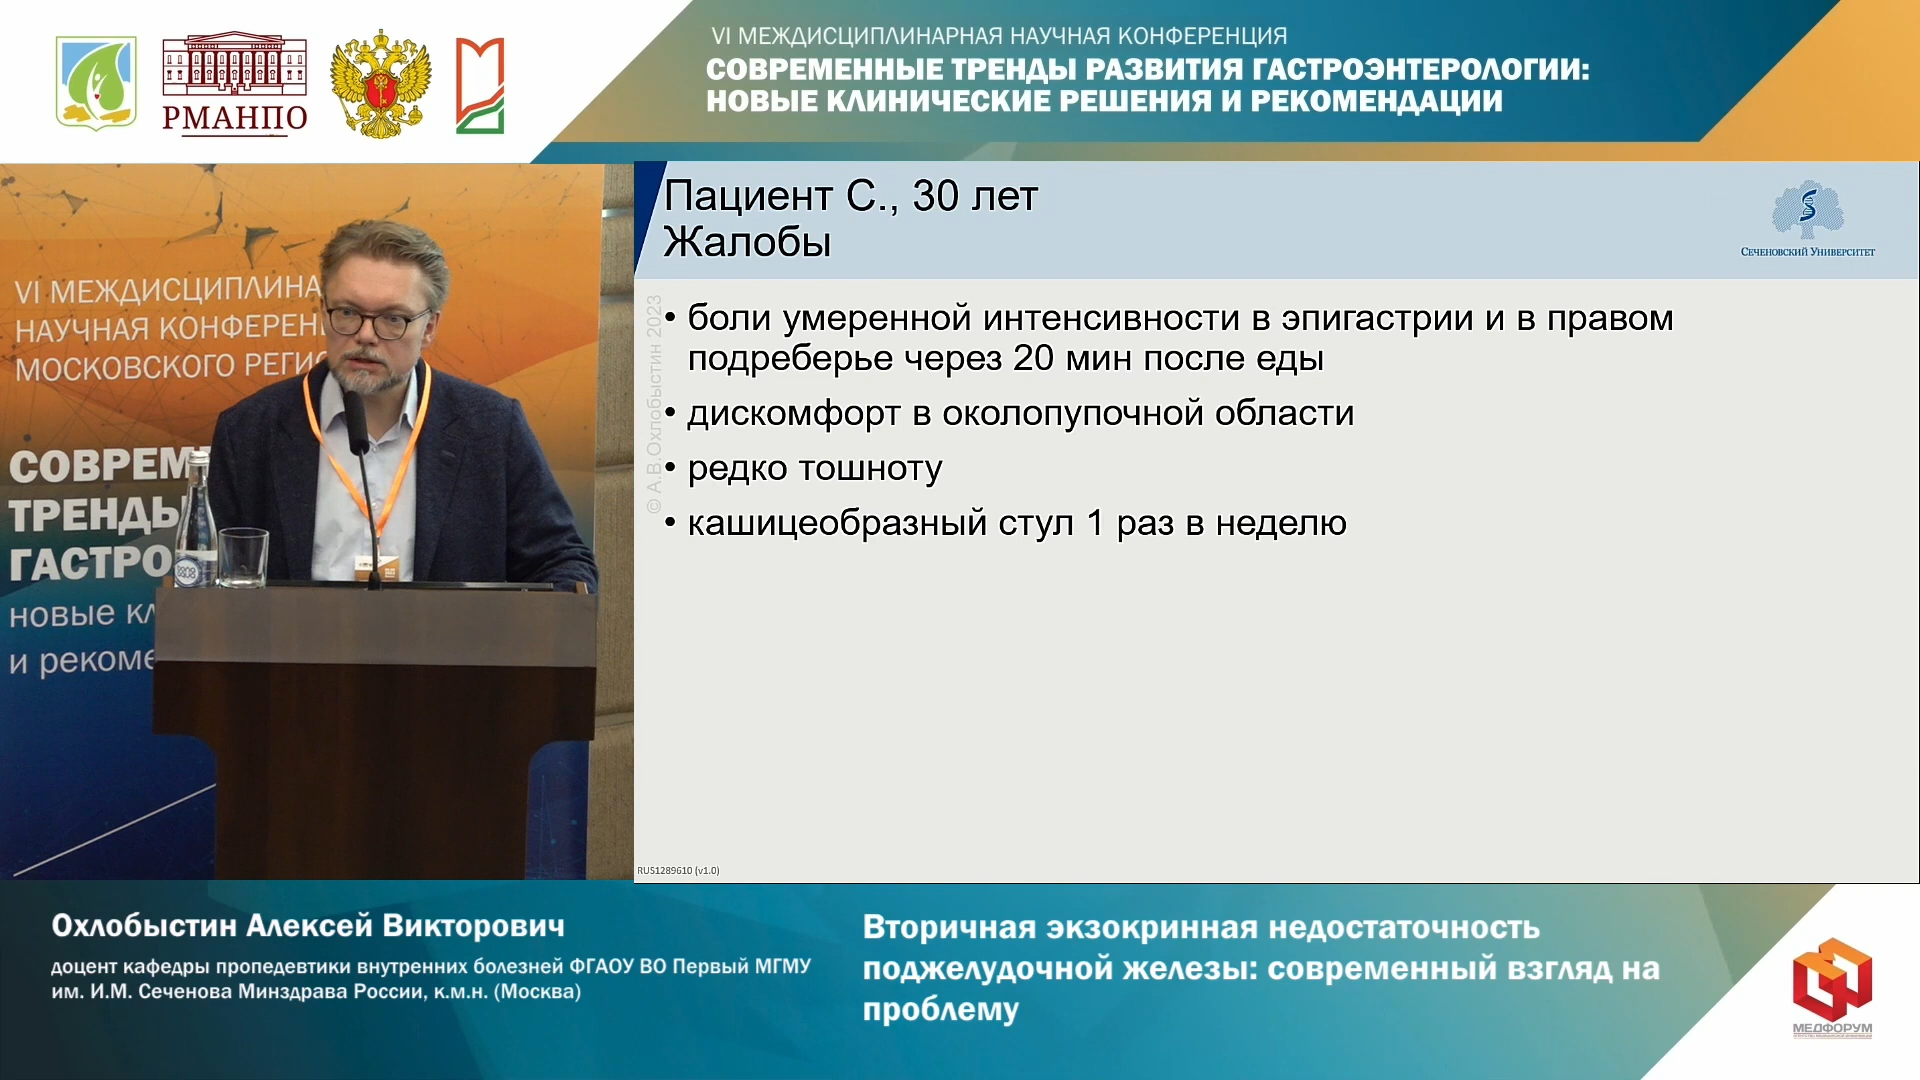 VI МЕЖДИСЦИПЛИНАРНАЯ НАУЧНАЯ КОНФЕРЕНЦИЯ
СОВРЕМЕННЫЕ ТРЕНДЫ РАЗВИТИЯ ГАСТРОЭНТЕРОЛОГИИ:
НОВЫЕ КЛИНИЧЕСКИЕ РЕШЕНИЯ И РЕКОМЕНДАЦИИ
РМАНПО
VI МЕЖДИСЦИПЛИНА
НАУЧНАЯ КОНФЕРЕН
МОСКОВСКОГО РЕГИО
СОВРЕМ
ТРЕНДЫ
ГАСТРО
новые кл
и рекоме
Пациент С., 30 лет
Жалобы
СЕЧЕНОВСКИЙ УНИВЕРСИТЕТ
© А.В.Охлобыстин 2023
• боли умеренной интенсивности в эпигастрии и в правом
подреберье через 20 мин после еды
• дискомфорт в околопупочной области
• редко тошноту
• кашицеобразный стул 1 раз в неделю
RUS1289610 (v1.0)
Охлобыстин Алексей Викторович
доцент кафедры пропедевтики внутренних болезней ФГАОУ ВО Первый МГМУ
им. И.М. Сеченова Минздрава России, к.м.н. (Москва)
Вторичная экзокринная недостаточность
поджелудочной железы: современный взгляд на
проблему
МЕДФОРУМ